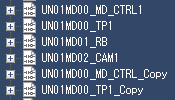 UN01MD00_MD_CTRL1
UN01MD00_TP1
UN01MD01_RB
UN01MD02_CAM1
UN01MD00_MD_CTRL_Copy
UN01MD00_TP1_Copy